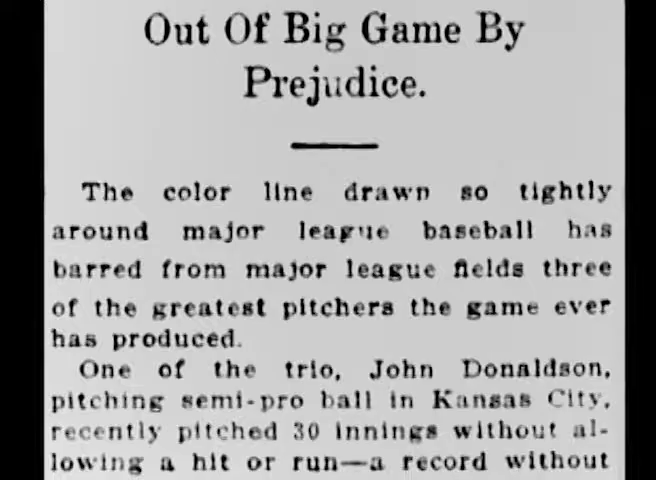 Out Of Big Game By
Prejudice.
The color line drawn so tightly
around major league baseball has
barred from major league fields three
of the greatest pitchers the game ever
has produced.
One of the trio, John Donaldson,
pitching semi-pro ball in Kansas City,
recently pitched 30 innings without al-
lowing a hit or run—a record without